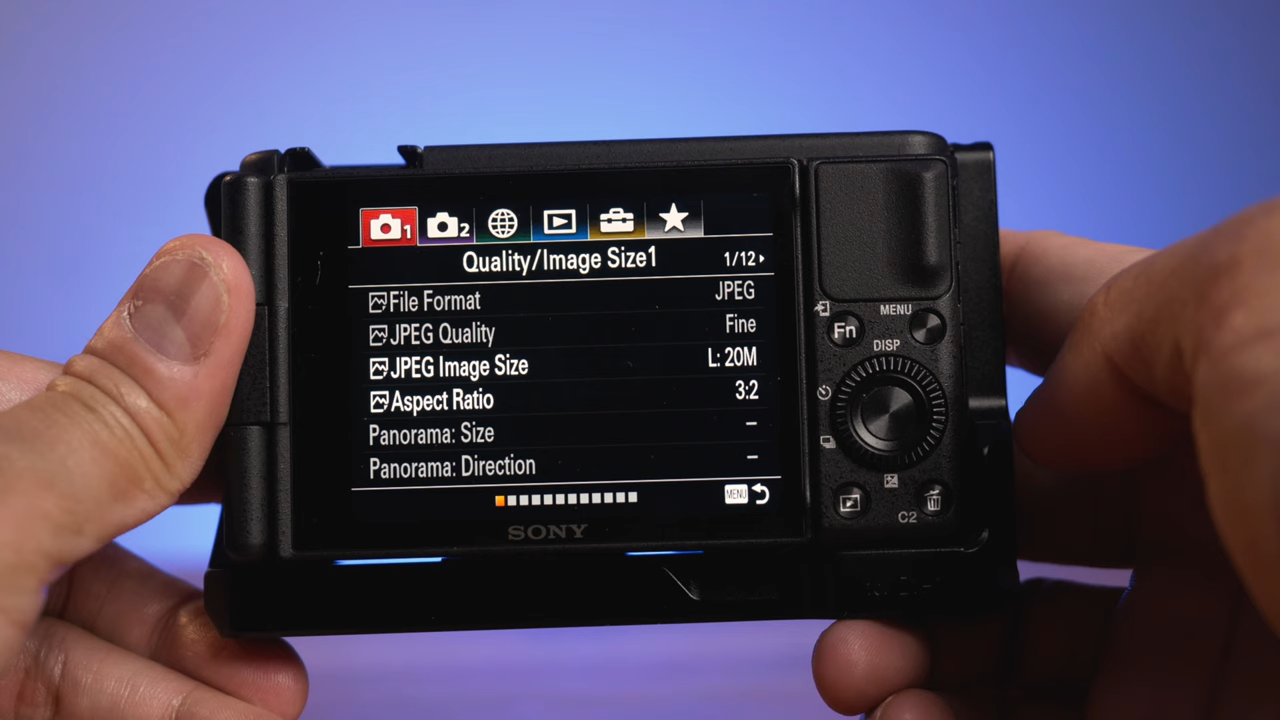 1 2
Quality/Image Size1 1/12
File Format JPEG
JPEG Quality Fine
JPEG Image Size L: 20M
Aspect Ratio 3:2
Panorama: Size –
Panorama: Direction –
MENU
SONY
MENU
Fn
DISP
C2